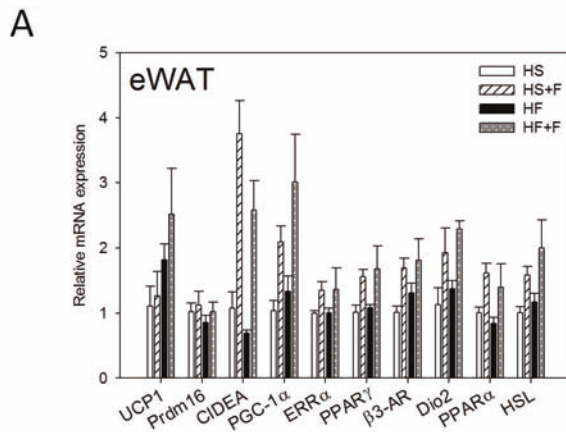 A
eWAT
HS
HS+F
HF
HF+F
Relative mRNA expression
5
4
3
2
1
0
UCP1
Prdm16
CIDEA
PGC-1α
ERRα
PPARγ
β3-AR
Dio2
PPARα
HSL